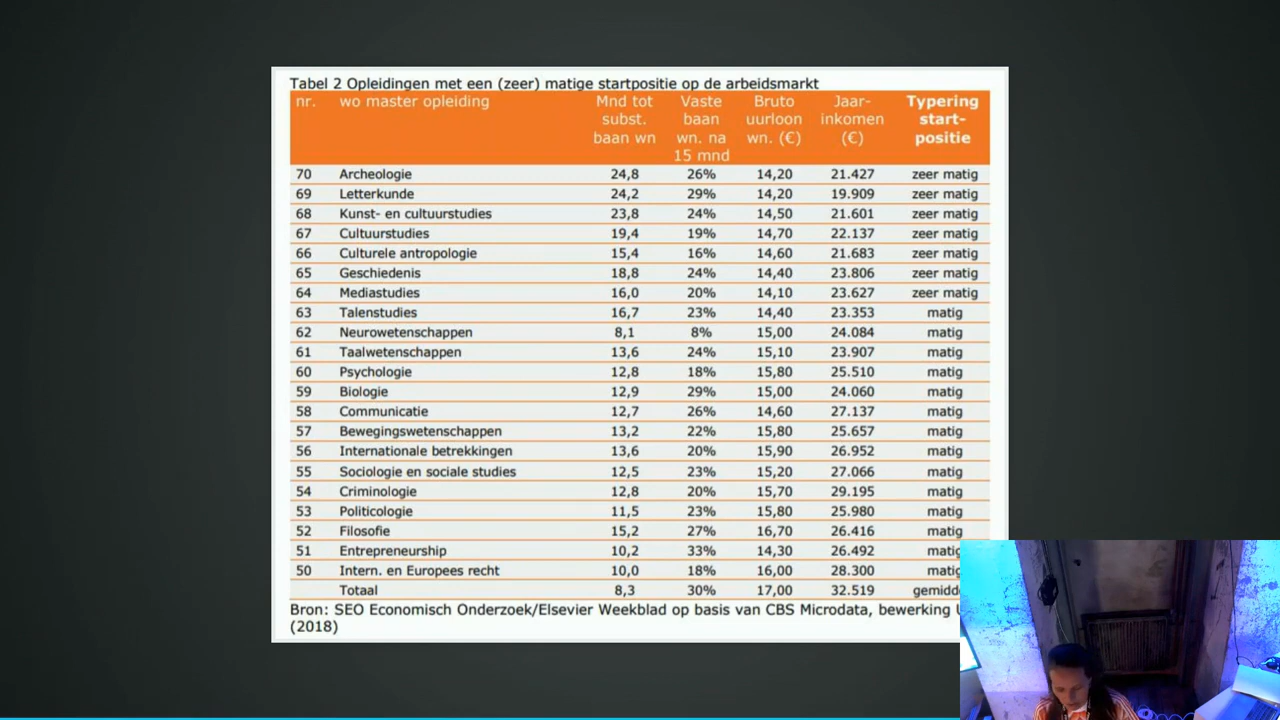 Tabel 2 Opleidingen met een (zeer) matige startpositie op de arbeidsmarkt
nr. wo master opleiding Mnd tot subst. baan wn Vaste baan wn. na 15 mnd Bruto uurloon wn. (€) Jaar-inkomen (€) Typering start-positie
70 Archeologie 24,8 26% 14,20 21.427 zeer matig
69 Letterkunde 24,2 29% 14,20 19.909 zeer matig
68 Kunst- en cultuurstudies 23,8 24% 14,50 21.601 zeer matig
67 Cultuurstudies 19,4 19% 14,70 22.137 zeer matig
66 Culturele antropologie 15,4 16% 14,60 21.683 zeer matig
65 Geschiedenis 18,8 24% 14,40 23.806 zeer matig
64 Mediastudies 16,0 20% 14,10 23.627 zeer matig
63 Talenstudies 16,7 23% 14,40 23.353 matig
62 Neurowetenschappen 8,1 8% 15,00 24.084 matig
61 Taalwetenschappen 13,6 24% 15,10 23.907 matig
60 Psychologie 12,8 18% 15,80 25.510 matig
59 Biologie 12,9 29% 15,00 24.060 matig
58 Communicatie 12,7 26% 14,60 27.137 matig
57 Bewegingswetenschappen 13,2 22% 15,80 25.657 matig
56 Internationale betrekkingen 13,6 20% 15,90 26.952 matig
55 Sociologie en sociale studies 12,5 23% 15,20 27.066 matig
54 Criminologie 12,8 20% 15,70 29.195 matig
53 Politicologie 11,5 23% 15,80 25.980 matig
52 Filosofie 15,2 27% 16,70 26.416 matig
51 Entrepreneurship 10,2 33% 14,30 26.492 matig
50 Intern. en Europees recht 10,0 18% 16,00 28.300 matig
Totaal 8,3 30% 17,00 32.519
Bron: SEO Economisch Onderzoek/Elsevier Weekblad op basis van CBS Microdata, bewerking
(2018)